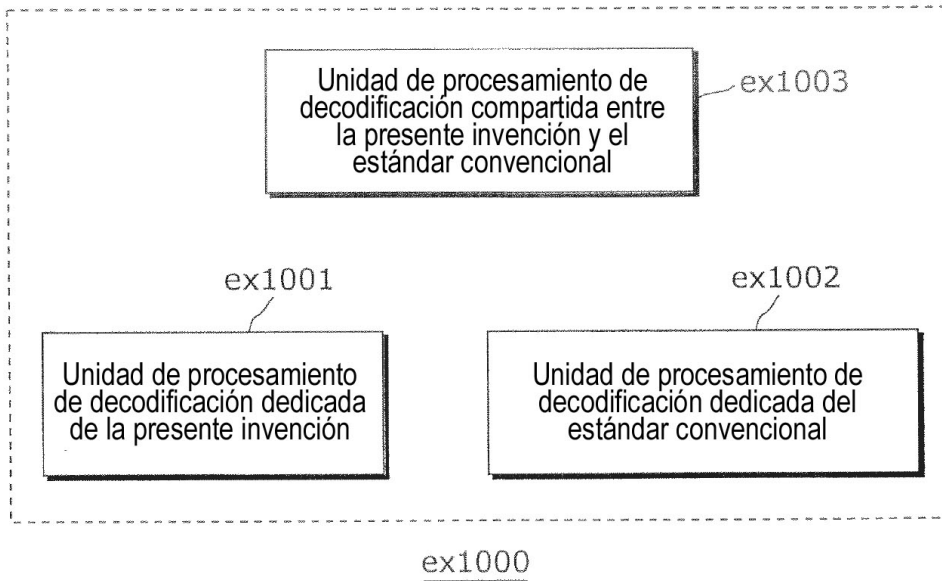 Unidad de procesamiento de
decodificación compartida entre
la presente invención y el
estándar convencional
ex1003
ex1001
Unidad de procesamiento
de decodificación dedicada
de la presente invención
ex1002
Unidad de procesamiento de
decodificación dedicada del
estándar convencional
ex1000